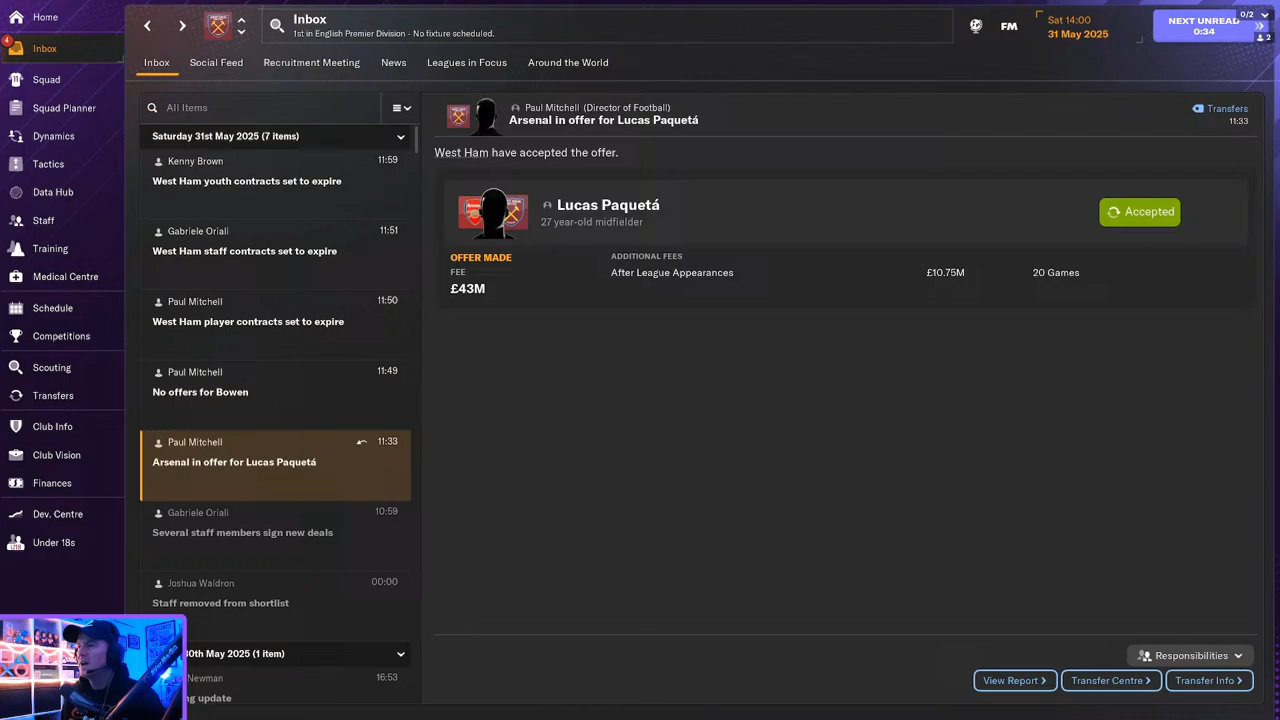 Home
Inbox
4
Squad
Squad Planner
Dynamics
Tactics
Data Hub
Staff
Training
Medical Centre
Schedule
Competitions
Scouting
Transfers
Club Info
Club Vision
Finances
Dev. Centre
U18
Under 18s
Inbox
1st in English Premier Division - No fixture scheduled.
FM
Sat 14:00
31 May 2025
NEXT UNREAD
0:34
0/2
2
Inbox
Social Feed
Recruitment Meeting
News
Leagues in Focus
Around the World
All Items
Saturday 31st May 2025 (7 items)
Kenny Brown 11:59
West Ham youth contracts set to expire
Gabriele Oriali 11:51
West Ham staff contracts set to expire
Paul Mitchell 11:50
West Ham player contracts set to expire
Paul Mitchell 11:49
No offers for Bowen
Paul Mitchell 11:33
Arsenal in offer for Lucas Paquetá
Gabriele Oriali 10:59
Several staff members sign new deals
Joshua Waldron 00:00
Staff removed from shortlist
30th May 2025 (1 item)
Newman 16:53
update
Paul Mitchell (Director of Football)
Arsenal in offer for Lucas Paquetá
Transfers
11:33
West Ham have accepted the offer.
Lucas Paquetá
27 year-old midfielder
Accepted
OFFER MADE
FEE
£43M
ADDITIONAL FEES
After League Appearances £10.75M 20 Games
Responsibilities
View Report
Transfer Centre
Transfer Info